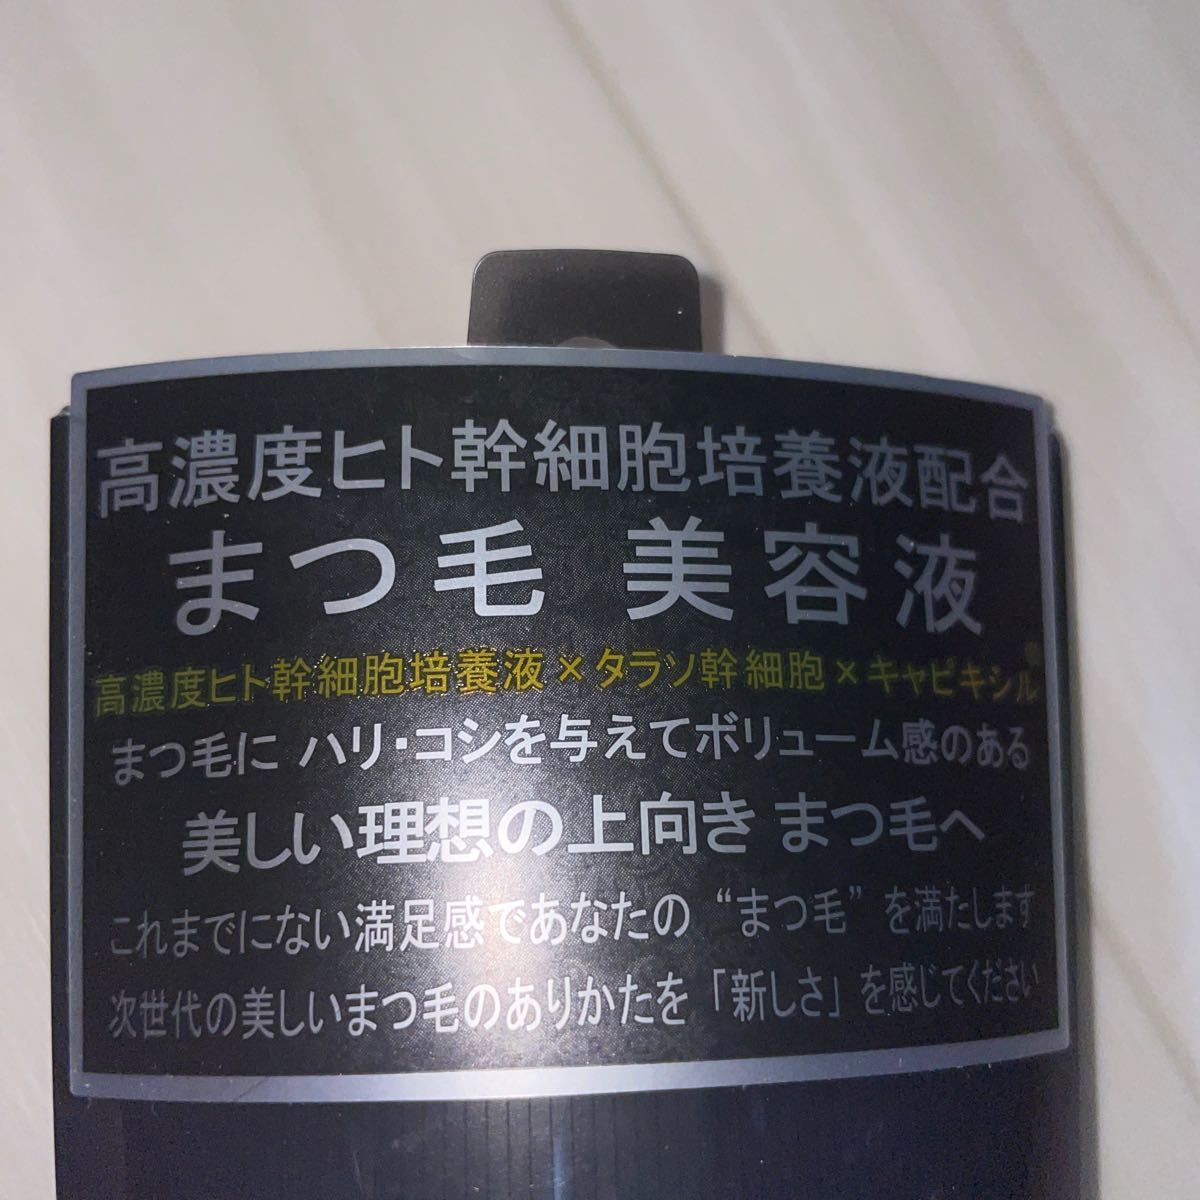 高濃度ヒト幹細胞培養液配合
まつ毛 美容液
高濃度ヒト幹細胞培養液×タラソ幹細胞×キャピキシル
まつ毛に ハリ・コシを与えてボリューム感のある
美しい理想の上向き まつ毛へ
これまでにない満足感であなたの “まつ毛” を満たします
次世代の美しいまつ毛のありかたを「新しさ」を感じてください